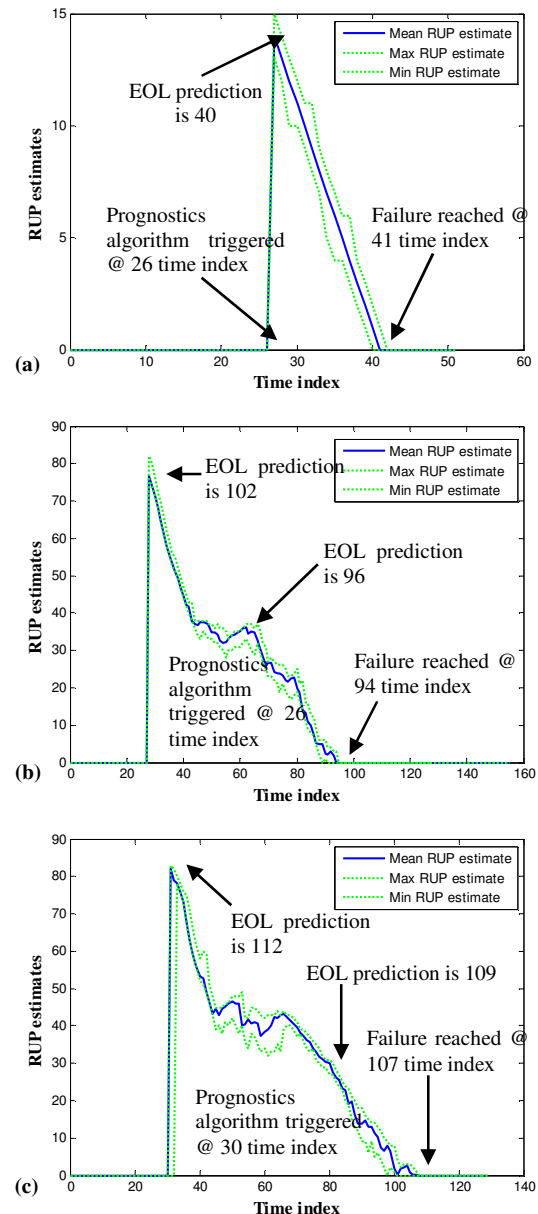 15
Mean RUP estimate
Max RUP estimate
Min RUP estimate
EOL prediction
is 40
10
RUP estimates
Prognostics
algorithm triggered
@ 26 time index
Failure reached @
41 time index
5
0
0 10 20 30 40 50 60
(a)
Time index
90
Mean RUP estimate
Max RUP estimate
Min RUP estimate
80
EOL prediction
is 102
70
60
50
EOL prediction
is 96
RUP estimates
40
30
Prognostics
algorithm
triggered @ 26
time index
Failure reached @
94 time index
20
10
0
0 20 40 60 80 100 120 140 160
(b)
Time index
90
Mean RUP estimate
Max RUP estimate
Min RUP estimate
80
70
EOL prediction
is 112
60
50
EOL prediction is 109
RUP estimates
40
Failure reached @
107 time index
30
20
Prognostics
algorithm triggered
@ 30 time index
10
0
0 20 40 60 80 100 120 140
(c)
Time index